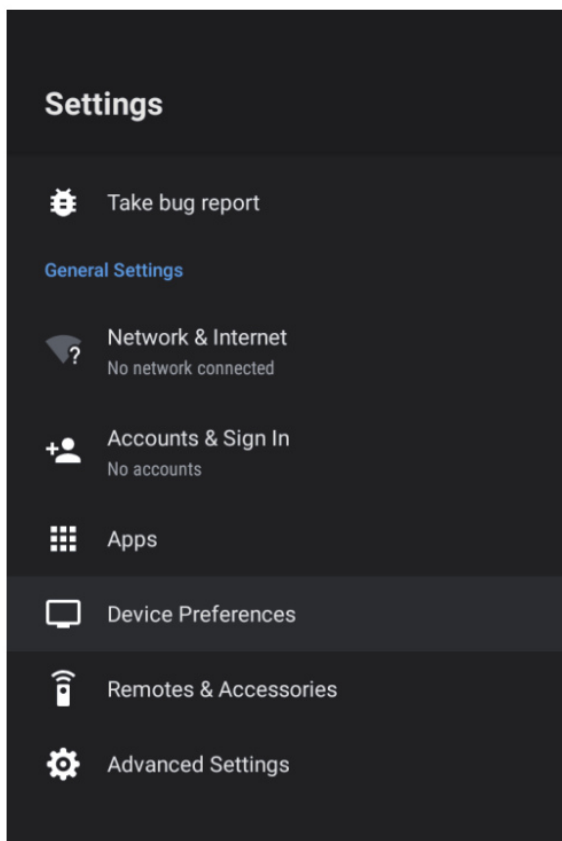 Settings
Take bug report
General Settings
Network & Internet
No network connected
Accounts & Sign In
No accounts
Apps
Device Preferences
Remotes & Accessories
Advanced Settings